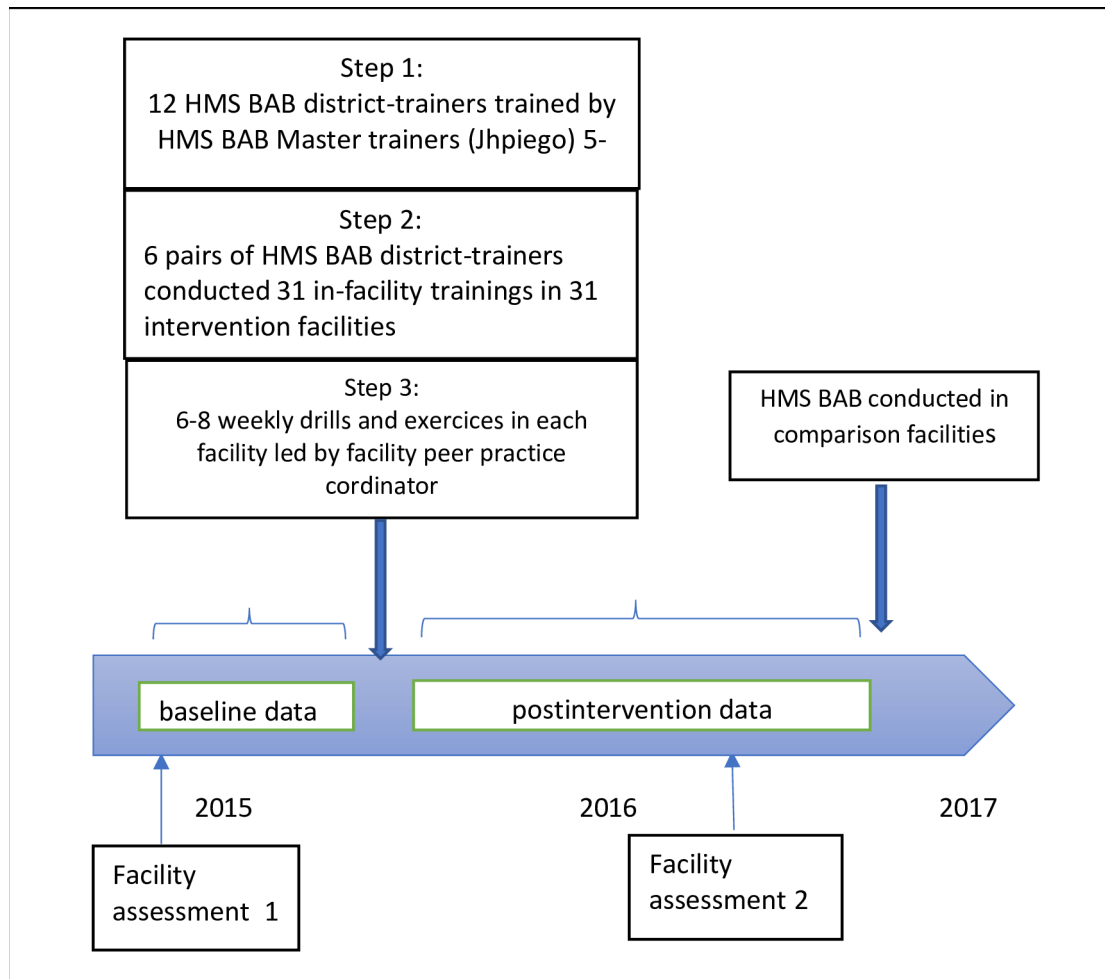 Step 1:
12 HMS BAB district-trainers trained by
HMS BAB Master trainers (Jhpiego) 5-
Step 2:
6 pairs of HMS BAB district-trainers
conducted 31 in-facility trainings in 31
intervention facilities
Step 3:
6-8 weekly drills and exercices in each
facility led by facility peer practice
cordinator
HMS BAB conducted in
comparison facilities
baseline data
postintervention data
2015
2016
2017
Facility
assessment 1
Facility
assessment 2